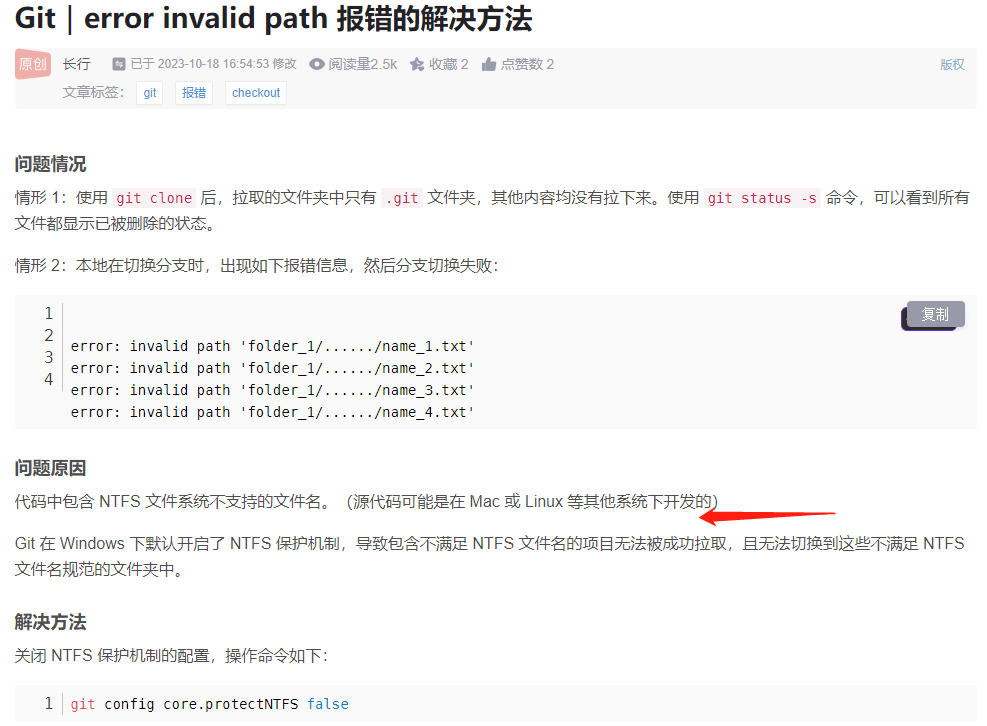 Git | error invalid path 报错的解决方法
原创 长行 已于 2023-10-18 16:54:53 修改 阅读量2.5k 收藏 2 点赞数 2 版权
文章标签： git 报错 checkout
问题情况
情形 1：使用 git clone 后，拉取的文件夹中只有 .git 文件夹，其他内容均没有拉下来。使用 git status -s 命令，可以看到所有
文件都显示已被删除的状态。
情形 2：本地在切换分支时，出现如下报错信息，然后分支切换失败：
复制
1
2
3
4
error: invalid path 'folder_1/....../name_1.txt'
error: invalid path 'folder_1/....../name_2.txt'
error: invalid path 'folder_1/....../name_3.txt'
error: invalid path 'folder_1/....../name_4.txt'
问题原因
代码中包含 NTFS 文件系统不支持的文件名。（源代码可能是在 Mac 或 Linux 等其他系统下开发的）
Git 在 Windows 下默认开启了 NTFS 保护机制，导致包含不满足 NTFS 文件名的项目无法被成功拉取，且无法切换到这些不满足 NTFS
文件名规范的文件夹中。
解决方法
关闭 NTFS 保护机制的配置，操作命令如下：
1 git config core.protectNTFS false